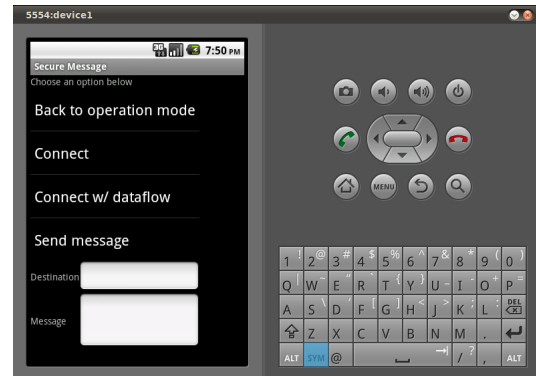 5554:device1
3G 7:50 PM
Secure Message
Choose an option below
Back to operation mode
Connect
Connect w/ dataflow
Send message
Destination
Message
MENU
1 ! 2 @ 3 # 4 $ 5 % 6 ^ 7 & 8 * 9 ( 0 )
Q | W ~ E " R ` T { Y } U _ I - O + P =
A S \ D ' F [ G ] H < J > K ; L : DEL
Z X C V B N M .
ALT SYM @ / ? , ALT